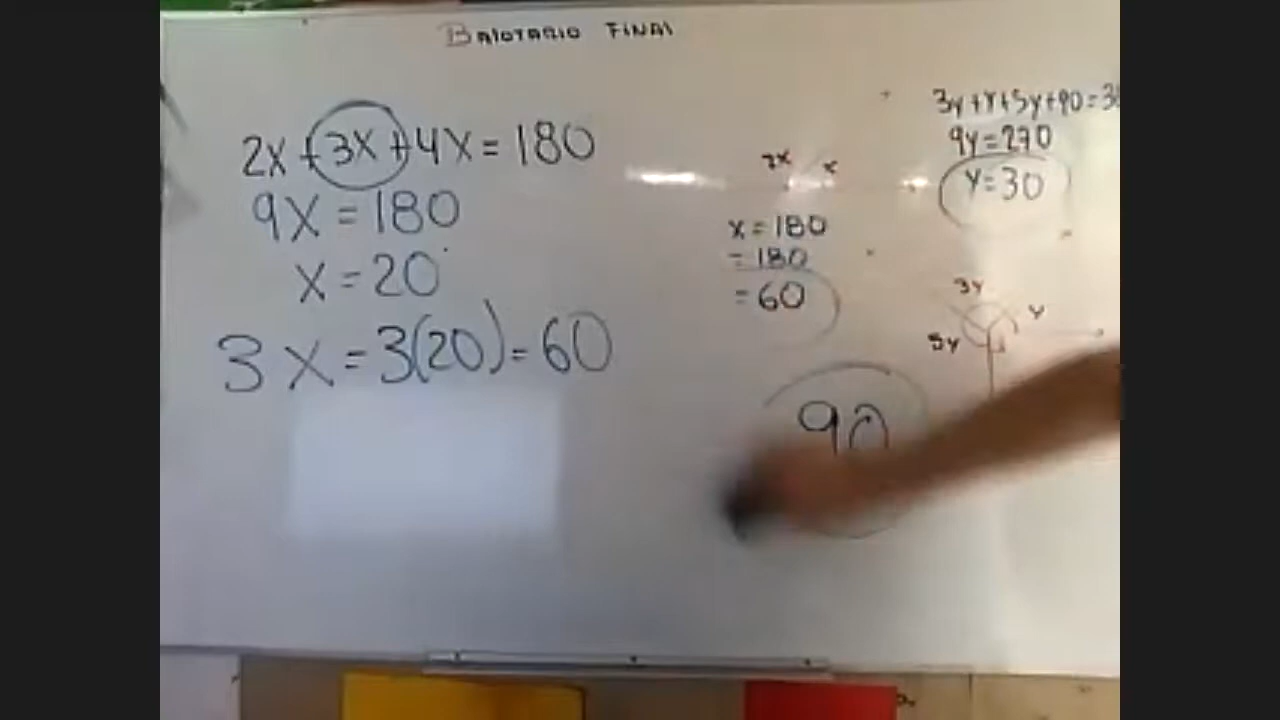 BALOTARIO FINAL
2X+3X+4X=180
9X=180
X=20
3X=3(20)=60
2x x
x=180
=180
=60
90
3y+y+5y+90=3
9y=270
y=30
3y
y
5y